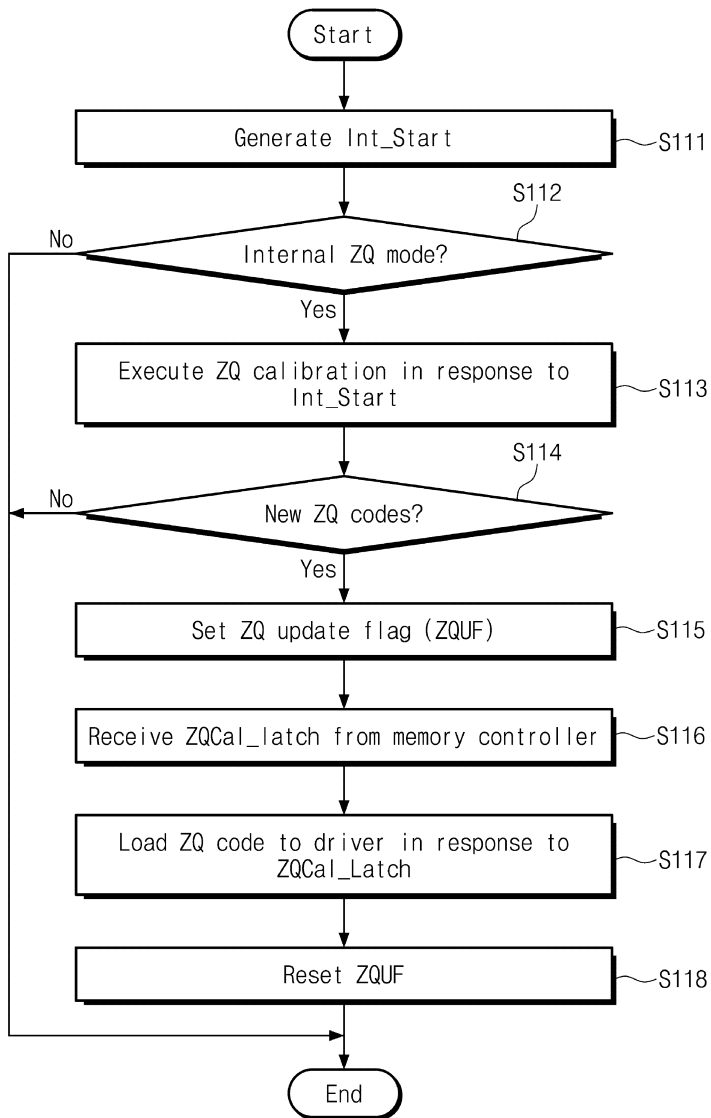 Start
Generate Int_Start
S111
S112
No
Internal ZQ mode?
Yes
Execute ZQ calibration in response to
Int_Start
S113
S114
No
New ZQ codes?
Yes
Set ZQ update flag (ZQUF)
S115
Receive ZQCal_latch from memory controller
S116
Load ZQ code to driver in response to
ZQCal_Latch
S117
Reset ZQUF
S118
End